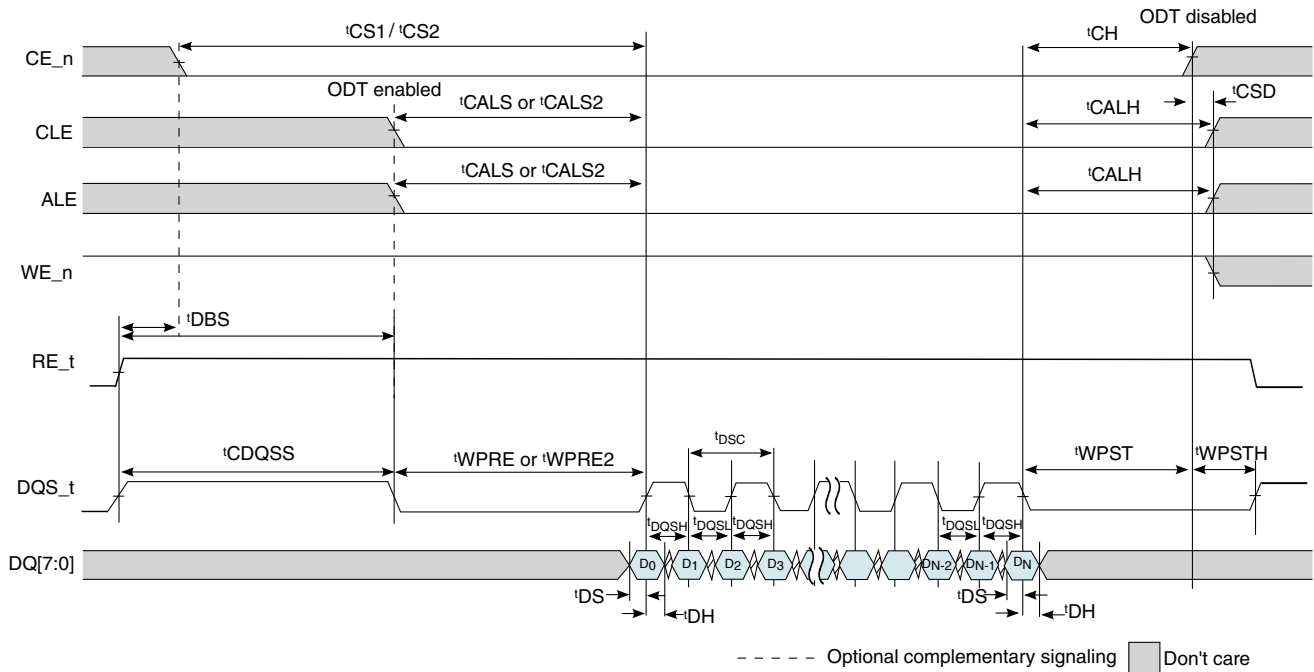 ODT disabled
tCS1 / tCS2
tCH
CE_n
ODT enabled
tCALS or tCALS2
tCSD
tCALH
CLE
tCALS or tCALS2
tCALH
ALE
WE_n
tDBS
RE_t
tDSC
tCDQSS
tWPRE or tWPRE2
tWPST
tWPSTH
DQS_t
tDQSH
tDQSL
tDQSH
tDQSL
tDQSH
DQ[7:0]
D0
D1
D2
D3
DN-2
DN-1
DN
tDS
tDH
tDS
tDH
Optional complementary signaling
Don't care